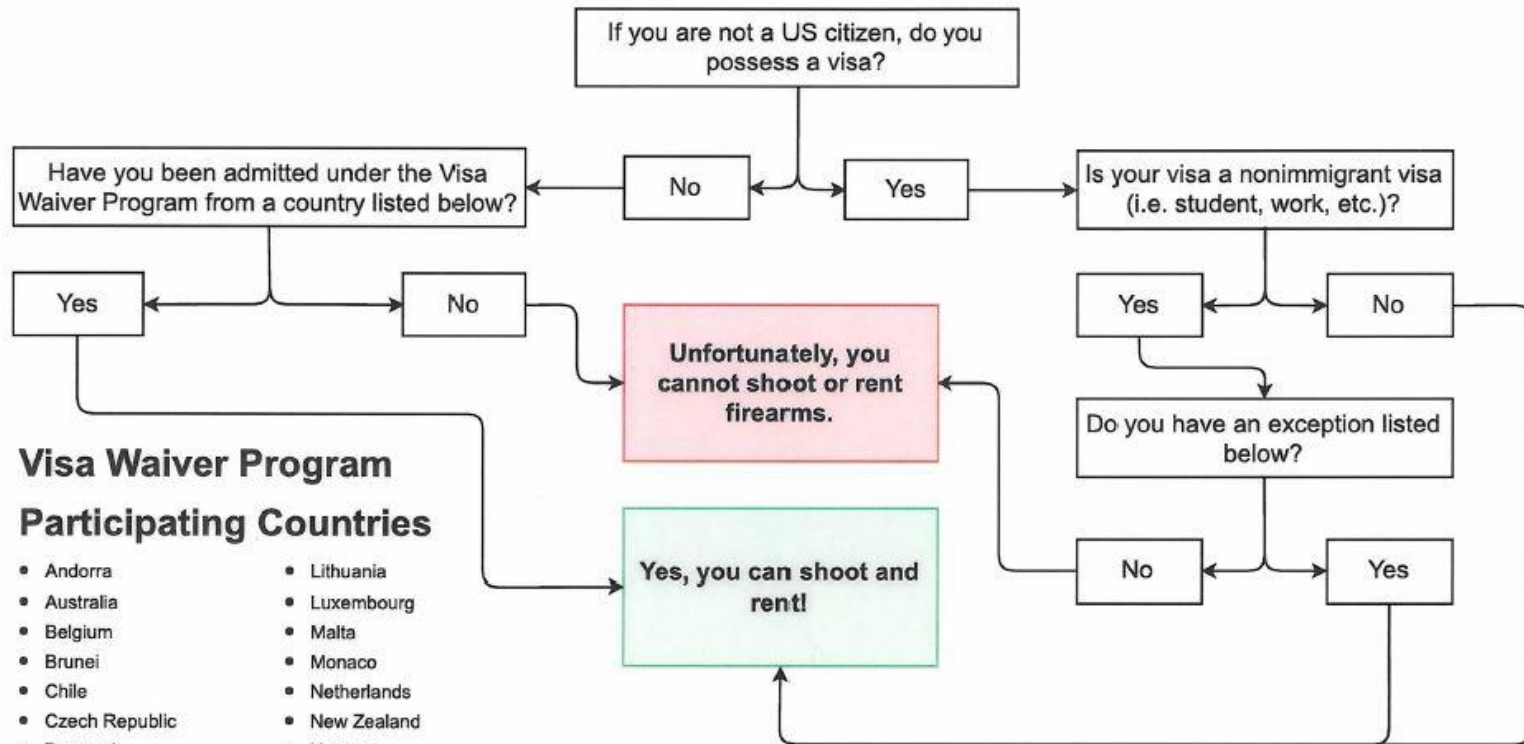 If you are not a US citizen, do you
possess a visa?
Have you been admitted under the Visa
Waiver Program from a country listed below?
No
Yes
Is your visa a nonimmigrant visa
(i.e. student, work, etc.)?
Yes
No
Yes
No
Unfortunately, you
cannot shoot or rent
firearms.
Do you have an exception listed
below?
Visa Waiver Program
Participating Countries
Yes, you can shoot and
rent!
No
Yes
• Andorra
• Australia
• Belgium
• Brunei
• Chile
• Czech Republic
• Lithuania
• Luxembourg
• Malta
• Monaco
• Netherlands
• New Zealand